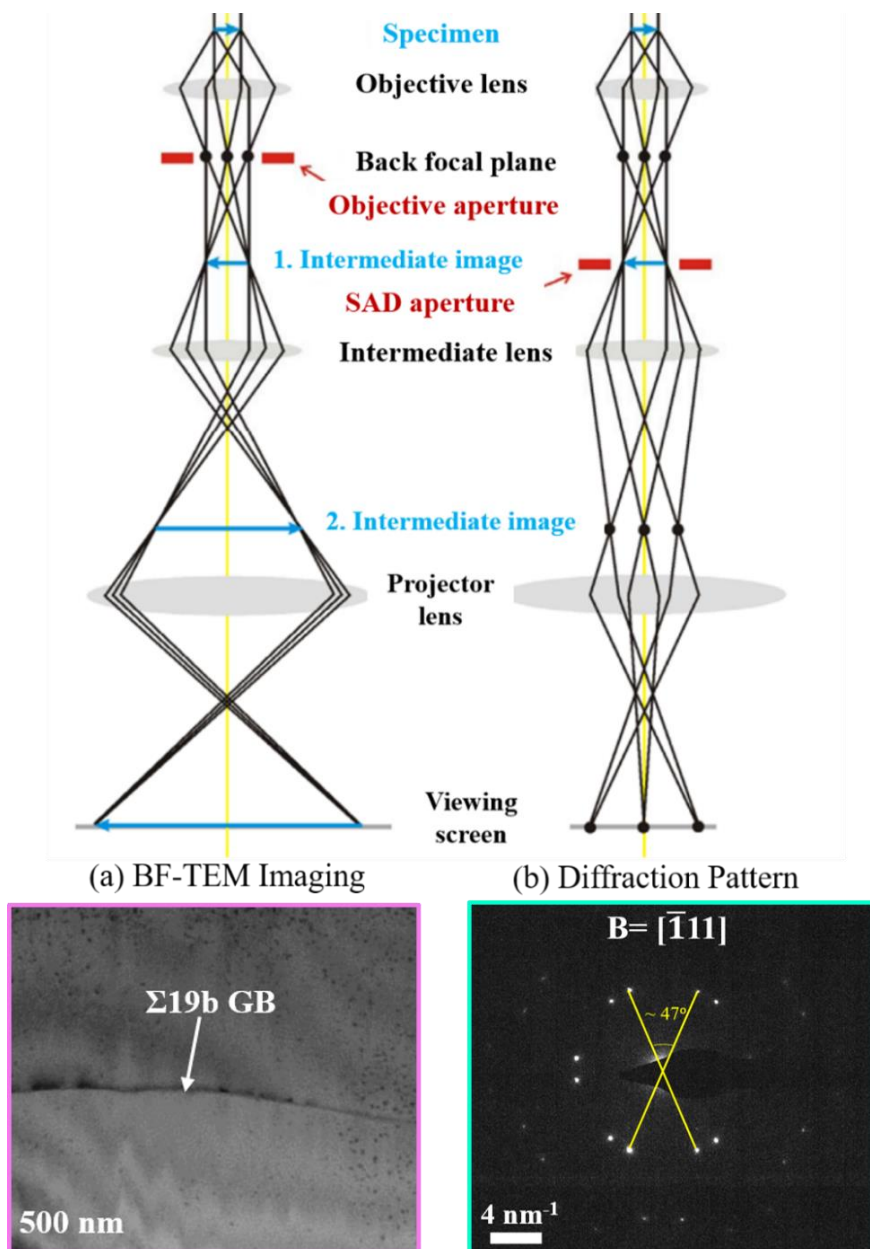 Specimen
Objective lens
Back focal plane
Objective aperture
1. Intermediate image
SAD aperture
Intermediate lens
2. Intermediate image
Projector
lens
Viewing
screen
(a) BF-TEM Imaging
(b) Diffraction Pattern
Σ19b GB
500 nm
B= [1̅11]
~ 47º
4 nm⁻¹